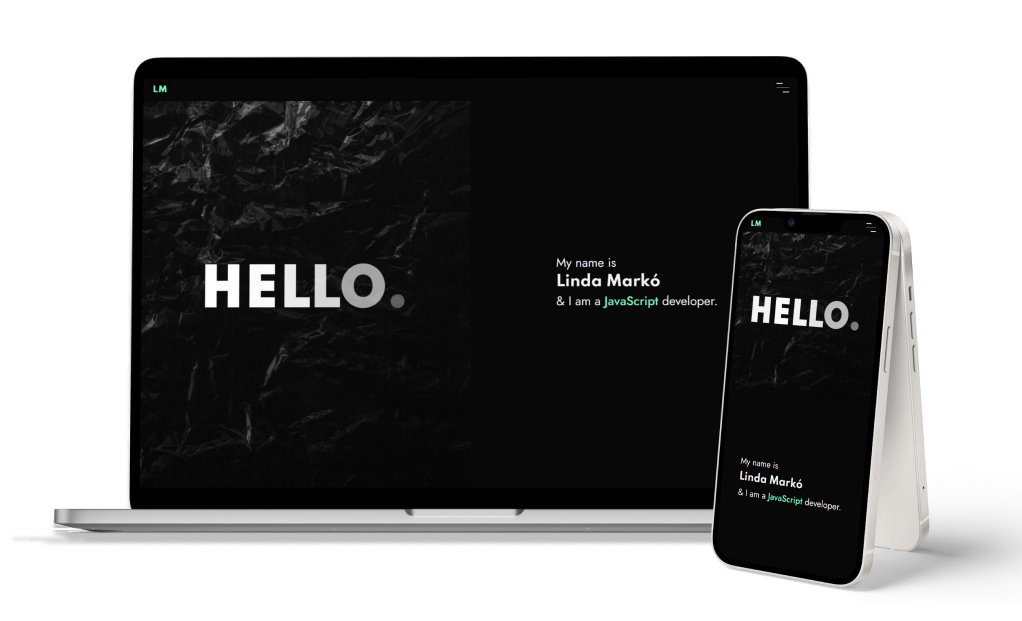 LM
HELLO.
My name is
Linda Markó
& I am a JavaScript developer.
LM
HELLO.
My name is
Linda Markó
& I am a JavaScript developer.